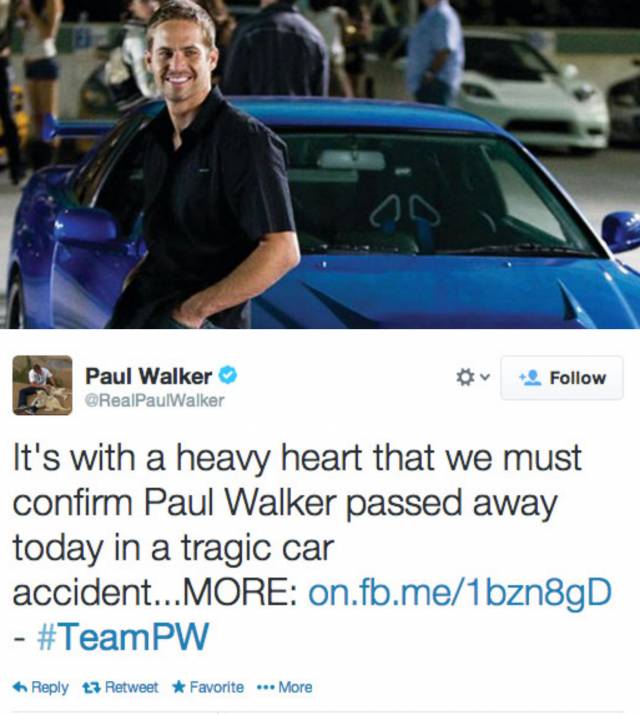 Paul Walker
@RealPaulWalker
Follow
It's with a heavy heart that we must
confirm Paul Walker passed away
today in a tragic car
accident...MORE: on.fb.me/1bzn8gD
- #TeamPW
Reply Retweet Favorite More